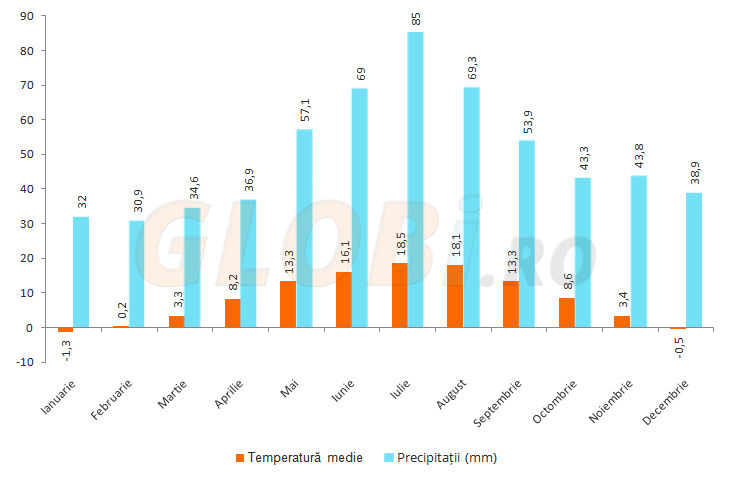 90
80
70
60
50
40
30
20
10
0
-10
-1,3
32
0,2
30,9
3,3
34,6
8,2
36,9
13,3
57,1
16,1
69
18,5
85
18,1
69,3
13,3
53,9
8,6
43,3
3,4
43,8
-0,5
38,9
GLOBi.RO
Ianuarie
Februarie
Martie
Aprilie
Mai
Iunie
Iulie
August
Septembrie
Octombrie
Noiembrie
Decembrie
Temperatură medie
Precipitații (mm)